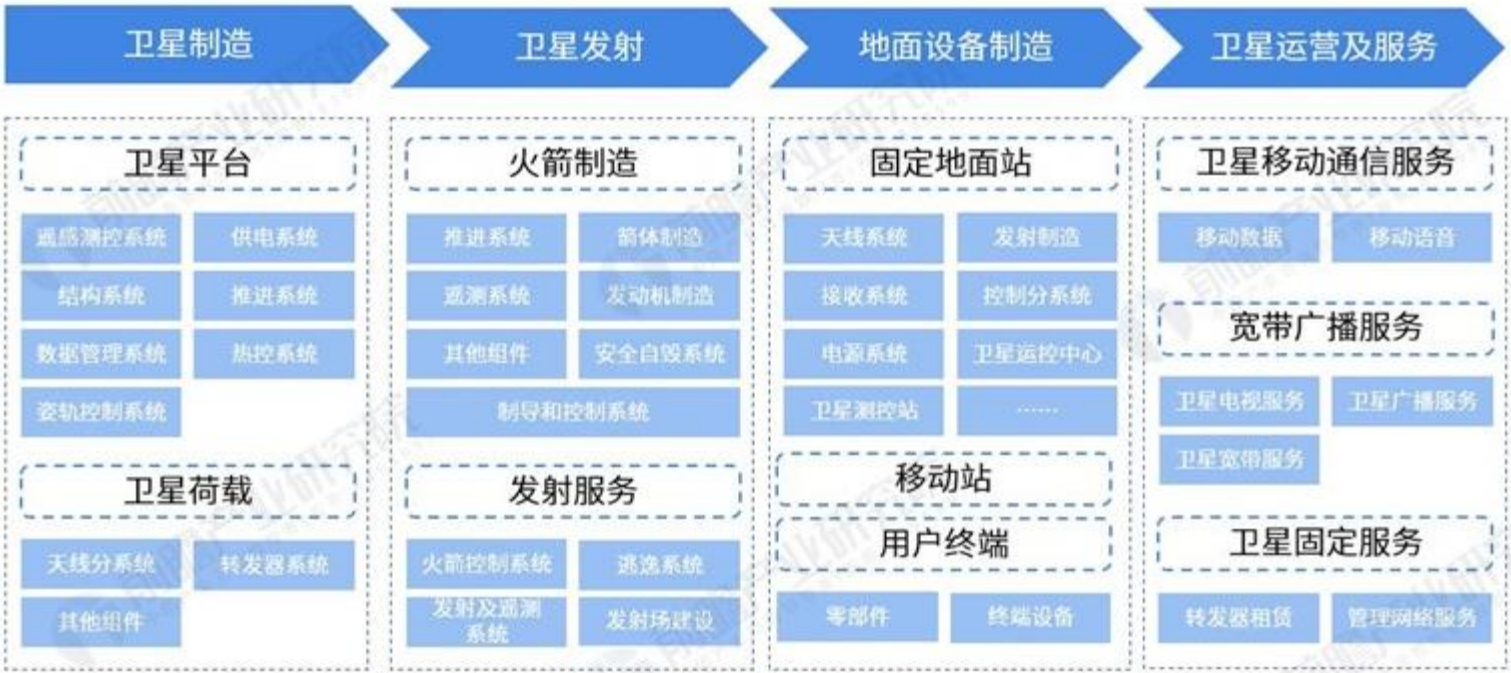 卫星制造
卫星发射
地面设备制造
卫星运营及服务
卫星平台
遥感测控系统
供电系统
结构系统
推进系统
数据管理系统
热控系统
姿轨控制系统
卫星荷载
天线分系统
转发器系统
其他组件
火箭制造
推进系统
箭体制造
遥测系统
发动机制造
其他组件
安全自毁系统
制导和控制系统
发射服务
火箭控制系统
逃逸系统
发射及遥测
系统
发射场建设
固定地面站
天线系统
发射制造
接收系统
控制分系统
电源系统
卫星运控中心
卫星测控站
……
移动站
用户终端
零部件
终端设备
卫星移动通信服务
移动数据
移动语音
宽带广播服务
卫星电视服务
卫星广播服务
卫星宽带服务
卫星固定服务
转发器租赁
管理网络服务
前瞻产业研究院